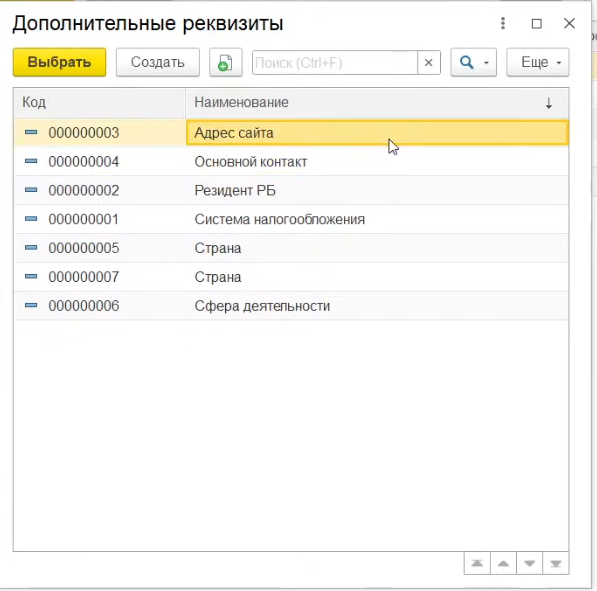 Дополнительные реквизиты
Выбрать Создать Поиск (Ctrl+F) Еще
Код Наименование
000000003 Адрес сайта
000000004 Основной контакт
000000002 Резидент РБ
000000001 Система налогообложения
000000005 Страна
000000007 Страна
000000006 Сфера деятельности